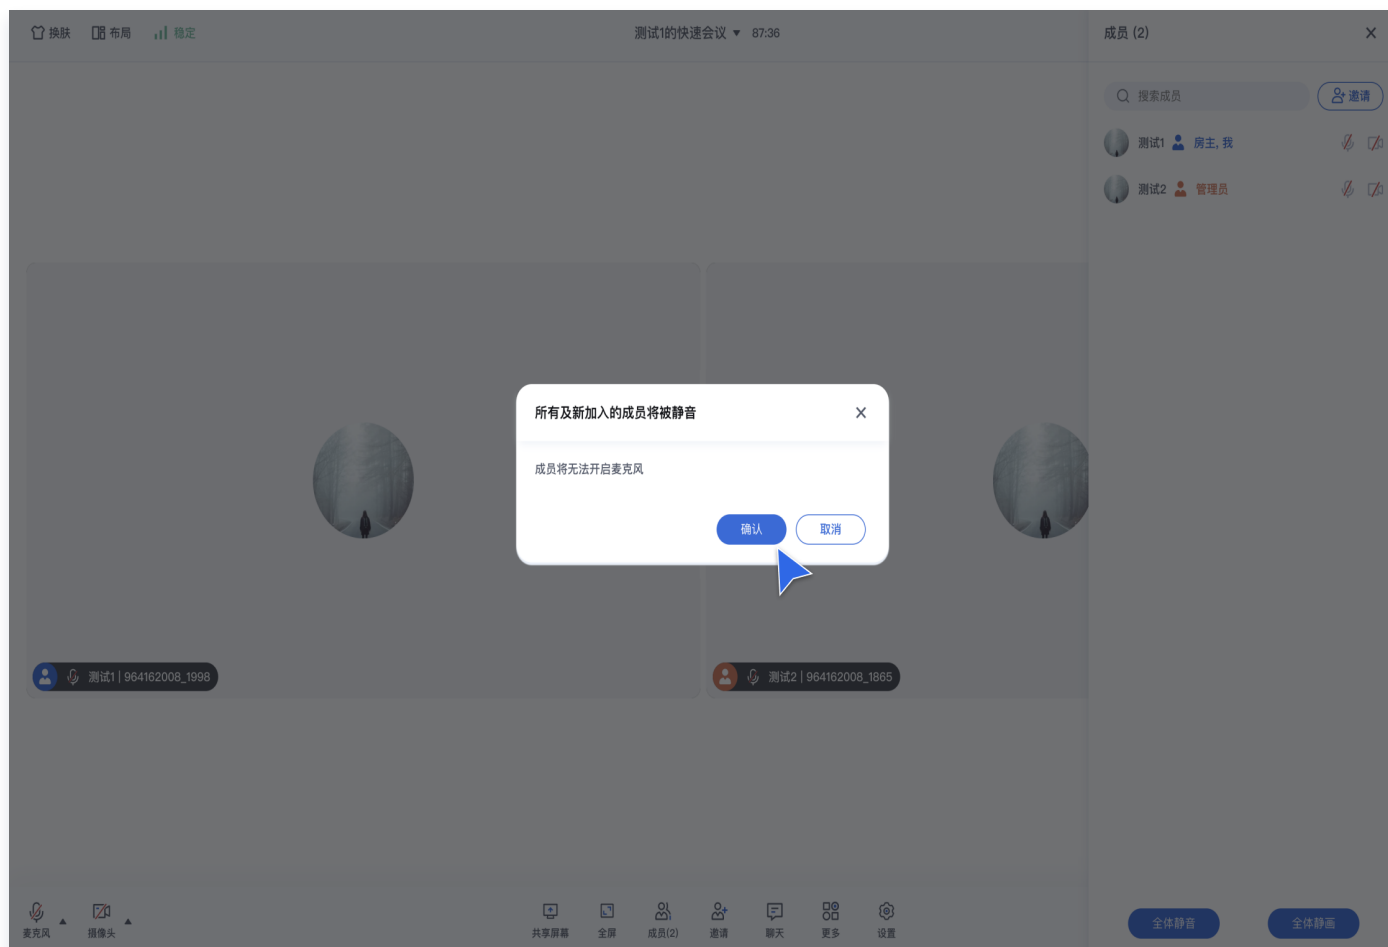 换肤 布局 稳定 测试1的快速会议 87:36 成员 (2)
搜索成员 邀请
测试1 房主, 我
测试2 管理员
所有及新加入的成员将被静音
成员将无法开启麦克风
确认 取消
测试1 | 964162008_1998 测试2 | 964162008_1865
麦克风 摄像头 共享屏幕 全屏 成员(2) 邀请 聊天 更多 设置
全体静音 全体静画